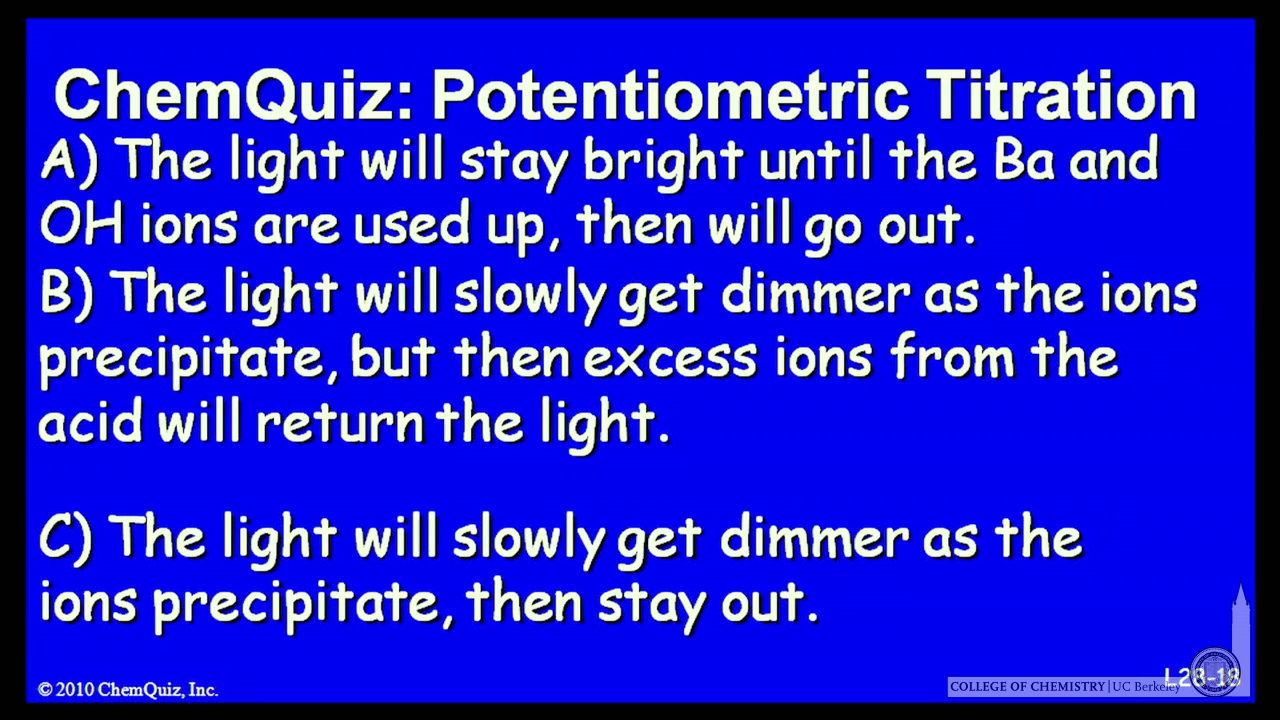 ChemQuiz: Potentiometric Titration
A) The light will stay bright until the Ba and
OH ions are used up, then will go out.
B) The light will slowly get dimmer as the ions
precipitate, but then excess ions from the
acid will return the light.
C) The light will slowly get dimmer as the
ions precipitate, then stay out.
© 2010 ChemQuiz, Inc.
L28-18
COLLEGE OF CHEMISTRY | UC Berkeley